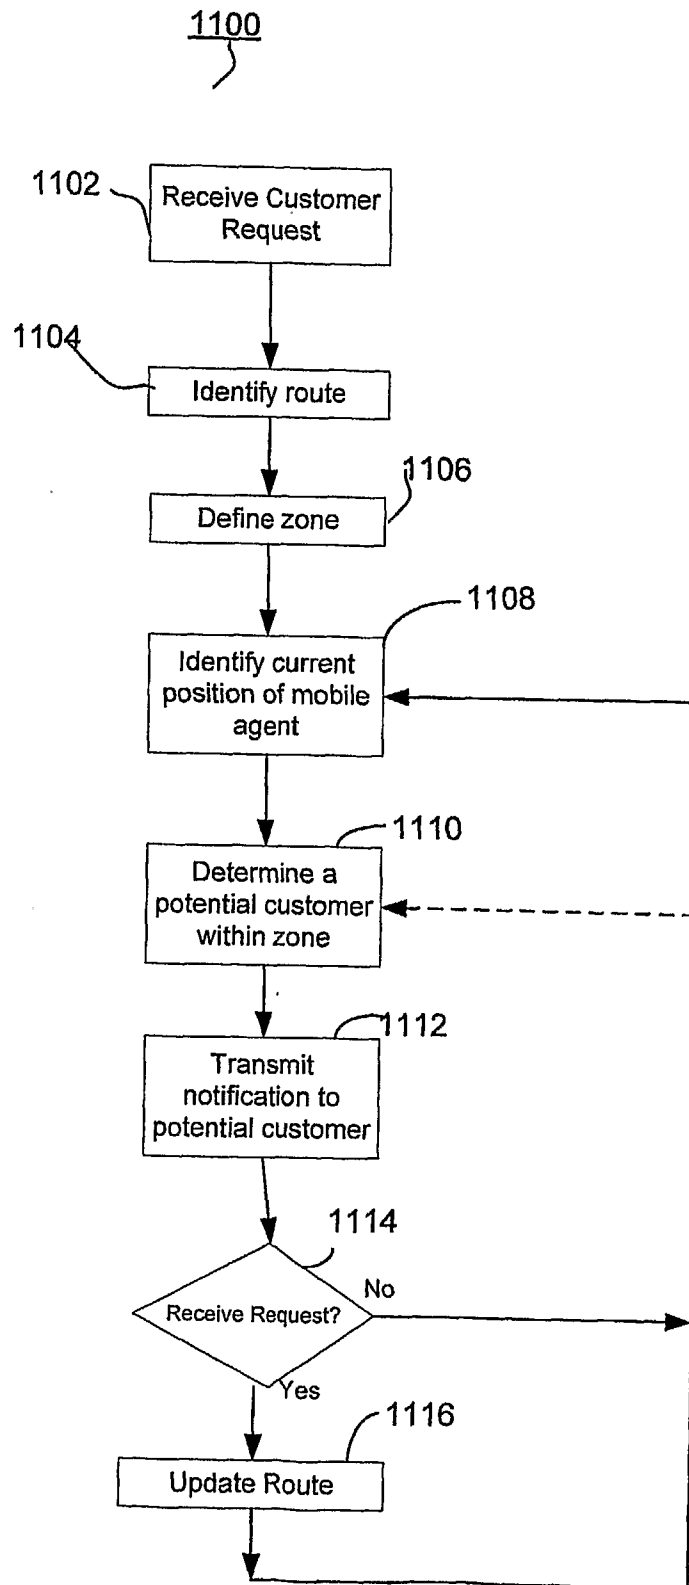 1100
1102
Receive Customer
Request
1104
Identify route
1106
Define zone
1108
Identify current
position of mobile
agent
1110
Determine a
potential customer
within zone
1112
Transmit
notification to
potential customer
1114
Receive Request?
No
Yes
1116
Update Route